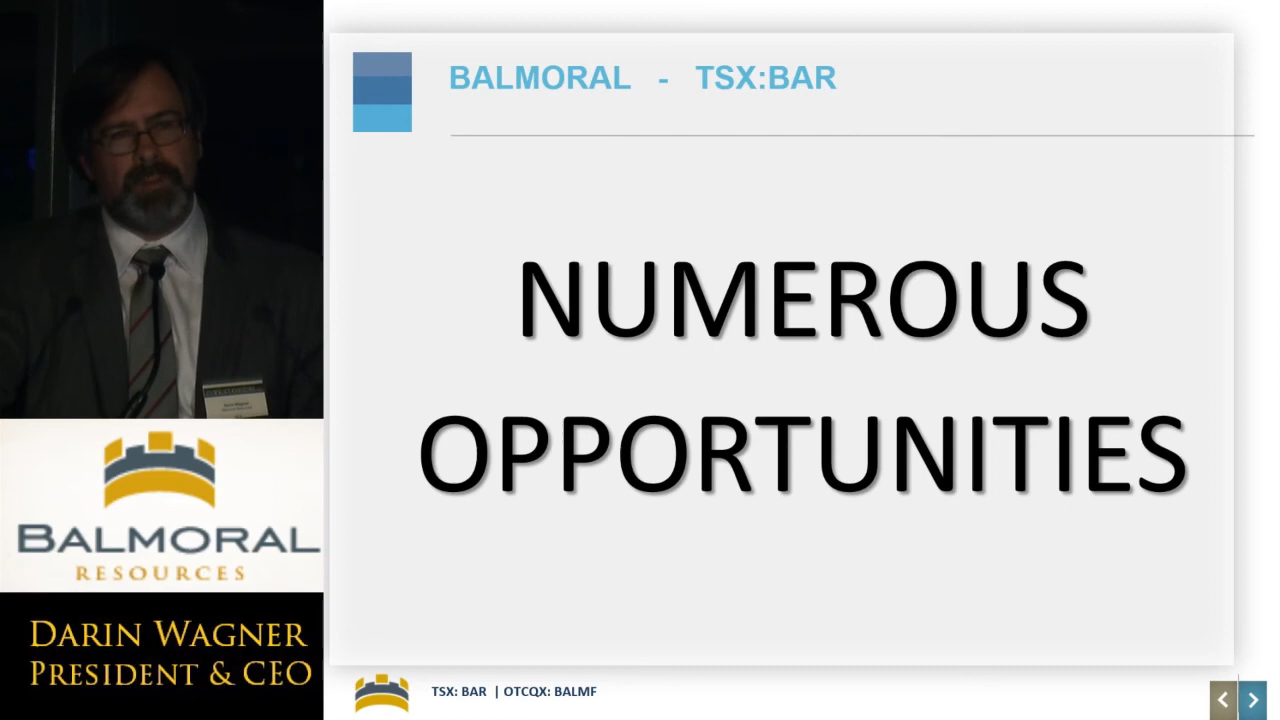 BALMORAL - TSX:BAR
NUMEROUS
OPPORTUNITIES
BALMORAL
RESOURCES
DARIN WAGNER
PRESIDENT & CEO
TSX: BAR | OTCQX: BALMF